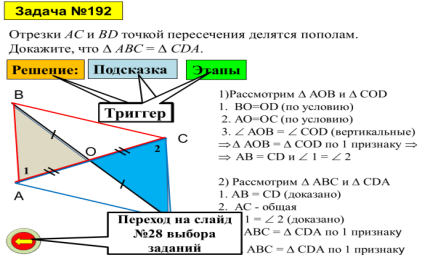 Задача №192
Отрезки AC и BD точкой пересечения делятся пополам.
Докажите, что Δ ABC = Δ CDA.
Решение:
Подсказка
Этапы
Триггер
B
C
2
O
1
A
Переход на слайд
№28 выбора
заданий
1)Рассмотрим Δ AOB и Δ COD
1. BO=OD (по условию)
2. AO=OC (по условию)
3. ∠ AOB = ∠ COD (вертикальные)
⇒ Δ AOB = Δ COD по 1 признаку ⇒
⇒ AB = CD и ∠ 1 = ∠ 2
2) Рассмотрим Δ ABC и Δ CDA
1. AB = CD (доказано)
2. AC - общая
1 = ∠ 2 (доказано)
ABC = Δ CDA по 1 признаку
ABC = Δ CDA по 1 признаку